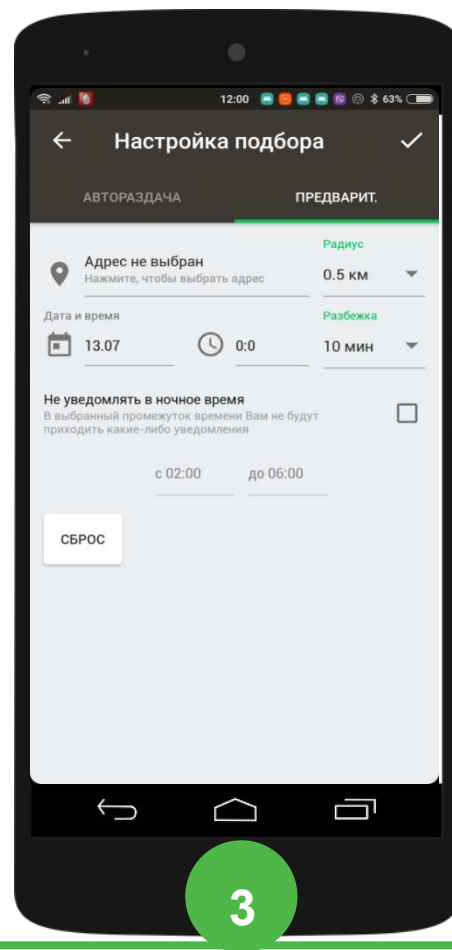 12:00 63%
Настройка подбора
АВТОРАЗДАЧА ПРЕДВАРИТ.
Радиус
Адрес не выбран
Нажмите, чтобы выбрать адрес
0.5 км
Дата и время Разбежка
13.07 0:0 10 мин
Не уведомлять в ночное время
В выбранный промежуток времени Вам не будут
приходить какие-либо уведомления
с 02:00 до 06:00
СБРОС
3